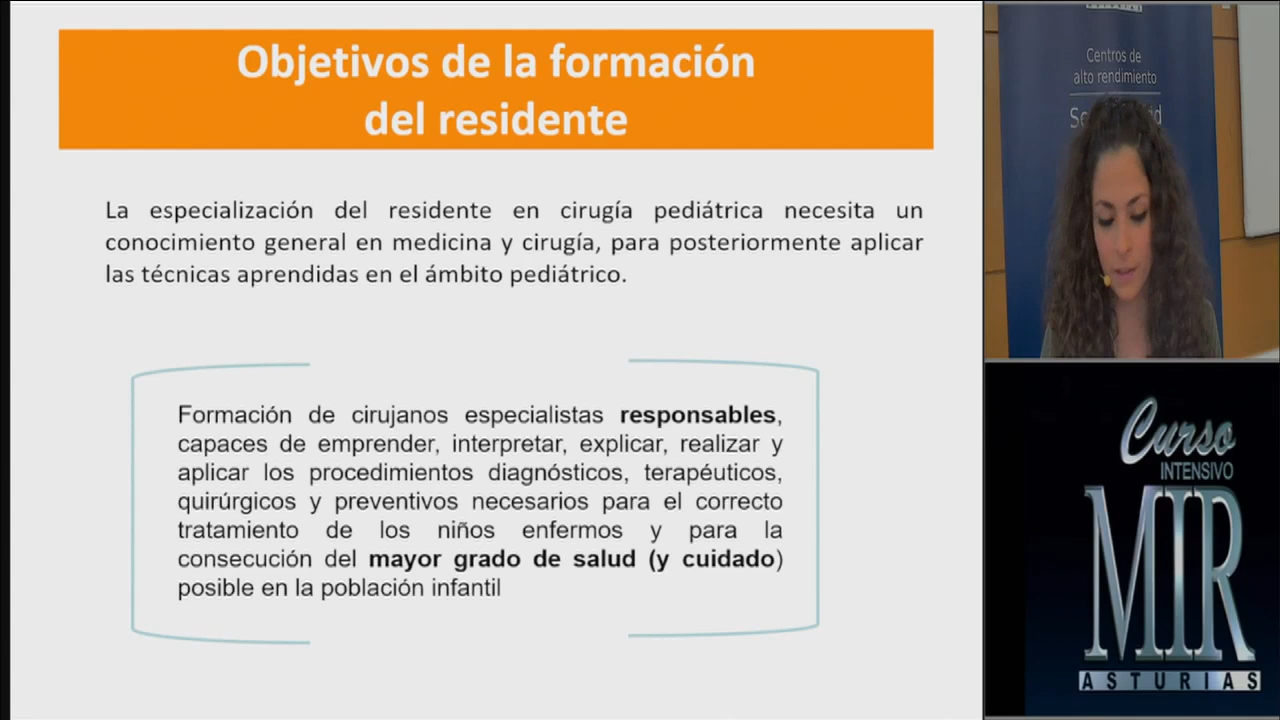 Objetivos de la formación
del residente
La especialización del residente en cirugía pediátrica necesita un
conocimiento general en medicina y cirugía, para posteriormente aplicar
las técnicas aprendidas en el ámbito pediátrico.
Formación de cirujanos especialistas responsables,
capaces de emprender, interpretar, explicar, realizar y
aplicar los procedimientos diagnósticos, terapéuticos,
quirúrgicos y preventivos necesarios para el correcto
tratamiento de los niños enfermos y para la
consecución del mayor grado de salud (y cuidado)
posible en la población infantil
Centros de
alto rendimiento
Curso
INTENSIVO
MIR
ASTURIAS